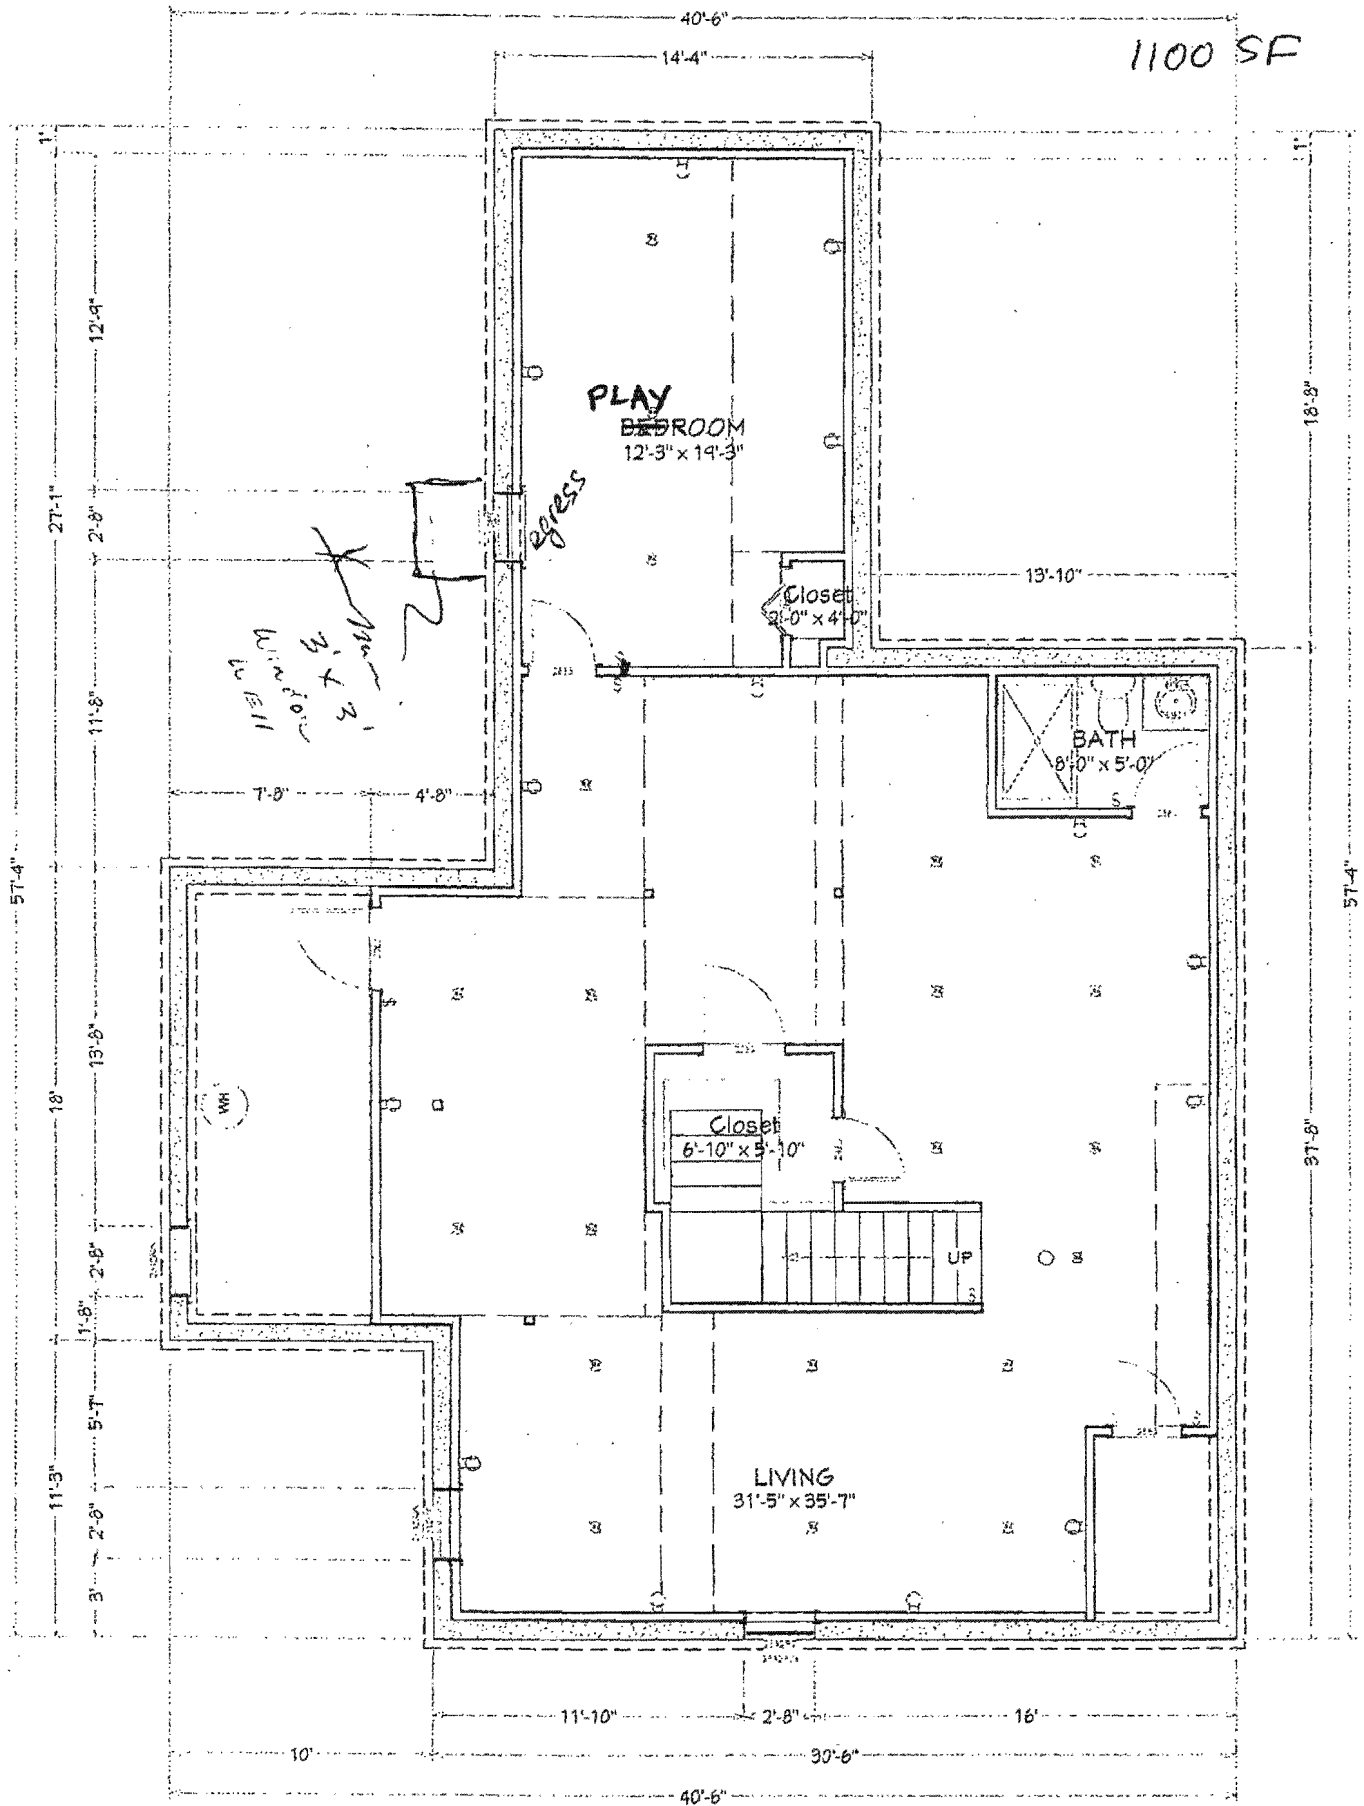 40'-6"
1100 SF
14'-4"
1'
1'
12'-9"
18'-8"
PLAY
BEDROOM
12'-3" x 19'-3"
27'-1"
2'-8"
egress
3' x 3'
WINDOW
WELL
13'-10"
Closet
2'-0" x 4'-0"
11'-8"
BATH
8'-0" x 5'-0"
S
S
7'-8"
4'-8"
57'-4"
57'-4"
S
13'-8"
18'
WH
Closet
6'-10" x 5'-10"
37'-8"
UP
S
2'-8"
1'-8"
5'-7"
11'-3"
LIVING
31'-5" x 35'-7"
2'-8"
3'
11'-10"
2'-8"
16'
10'
30'-6"
40'-6"